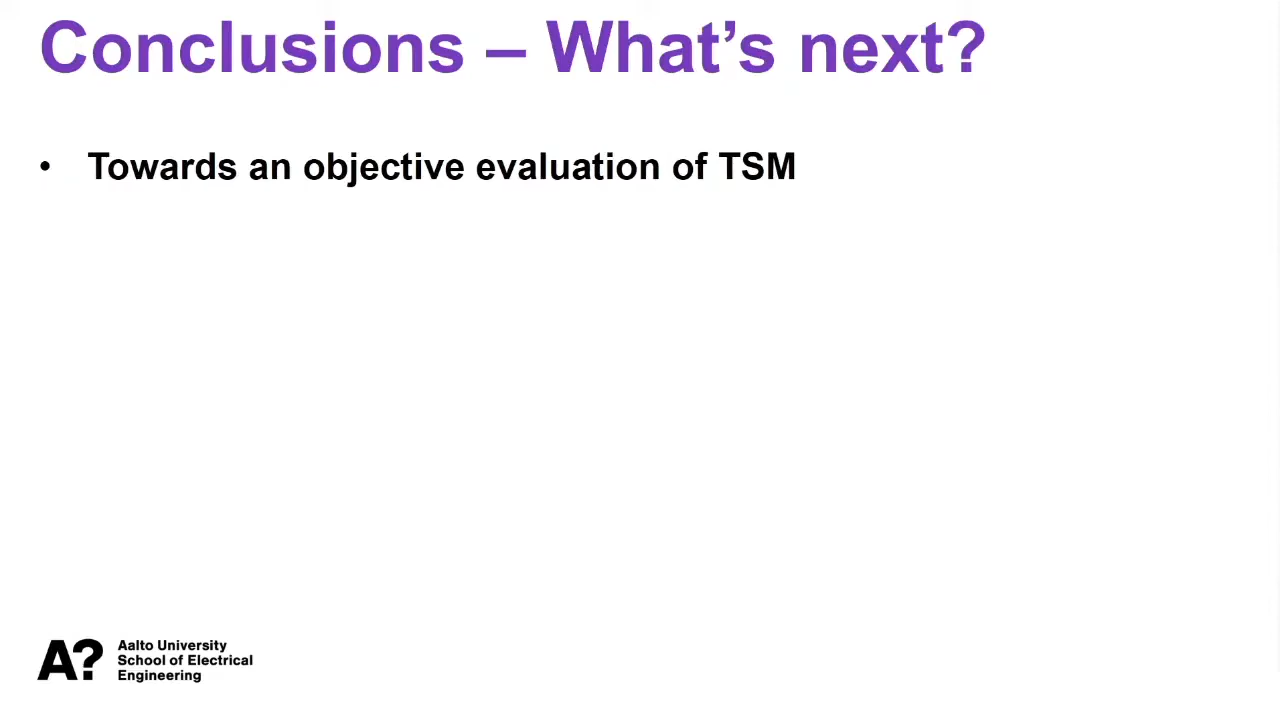 Conclusions – What’s next?
• Towards an objective evaluation of TSM
A?
Aalto University
School of Electrical
Engineering